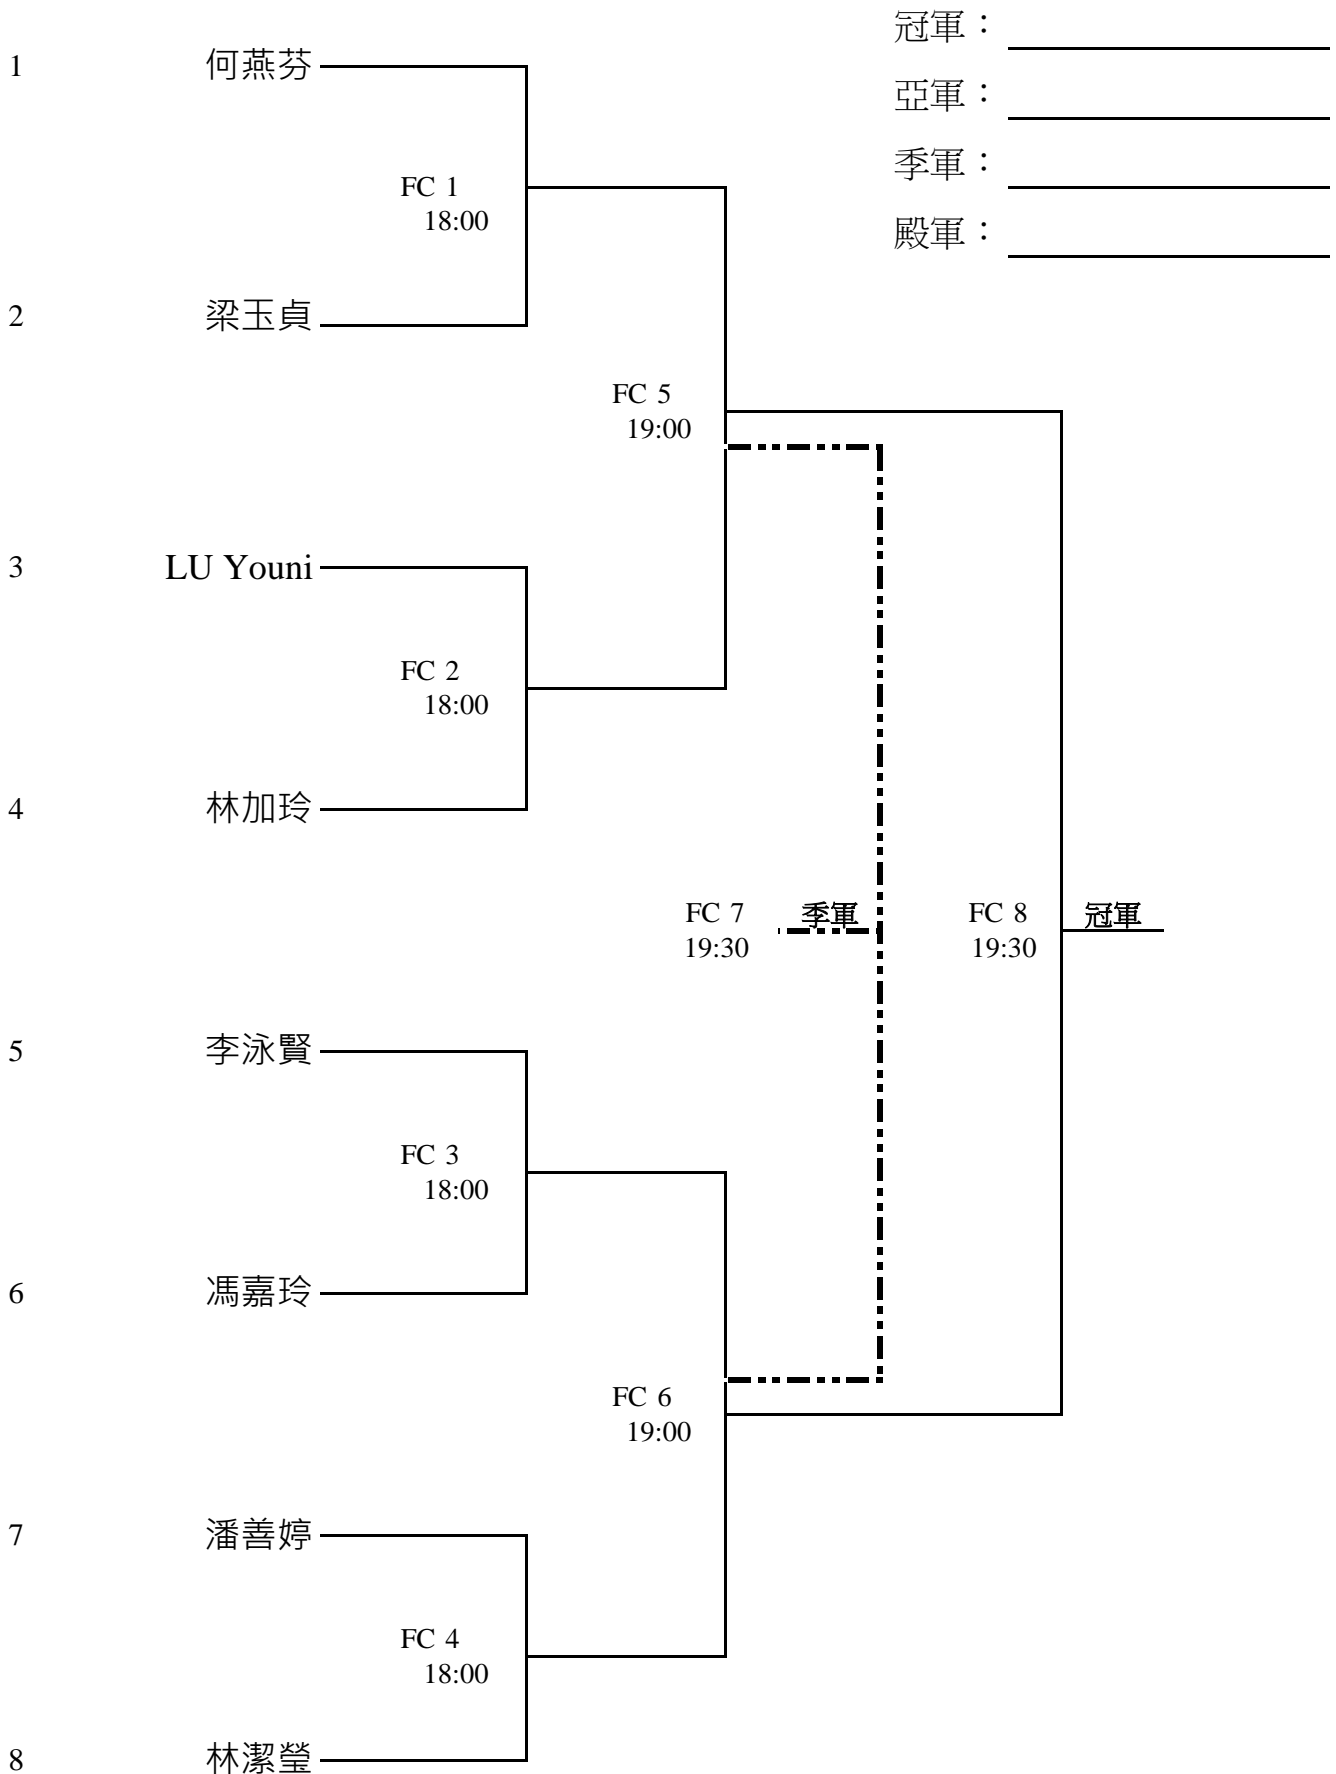 冠軍：
1 何燕芬
亞軍：
季軍：
FC 1
18:00
殿軍：
2 梁玉貞
FC 5
19:00
3 LU Youni
FC 2
18:00
4 林加玲
FC 7 季軍 FC 8 冠軍
19:30 19:30
5 李泳賢
FC 3
18:00
6 馮嘉玲
FC 6
19:00
7 潘善婷
FC 4
18:00
8 林潔瑩